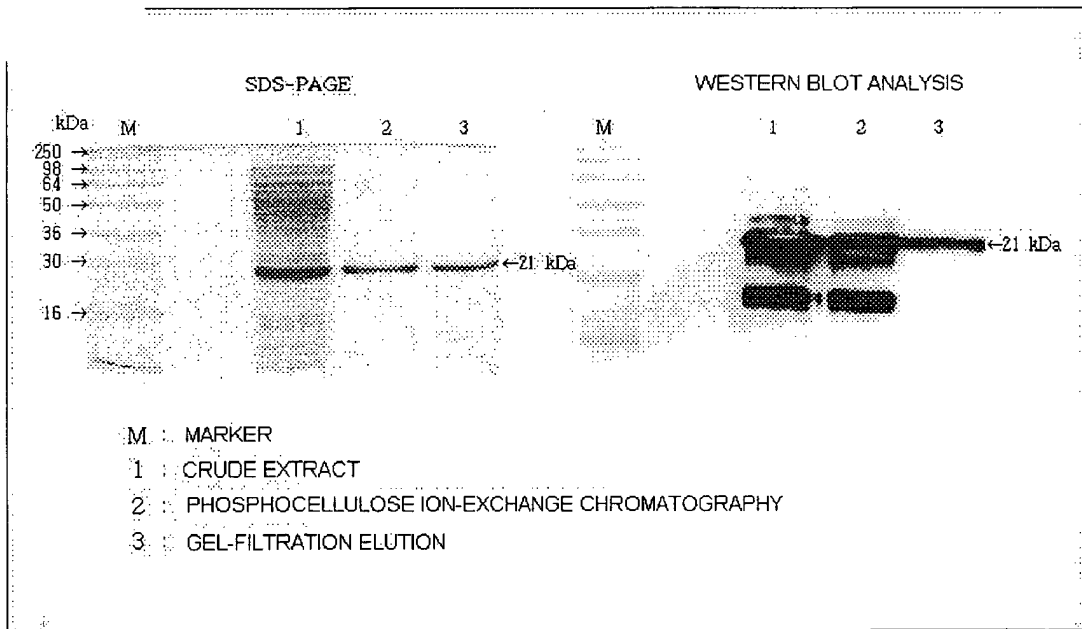 SDS-PAGE
WESTERN BLOT ANALYSIS
kDa M 1 2 3
M 1 2 3
250 →
98 →
64 →
50 →
36 →
30 →
16 →
←21 kDa
←21 kDa
M : MARKER
1 : CRUDE EXTRACT
2 : PHOSPHOCELLULOSE ION-EXCHANGE CHROMATOGRAPHY
3 : GEL-FILTRATION ELUTION